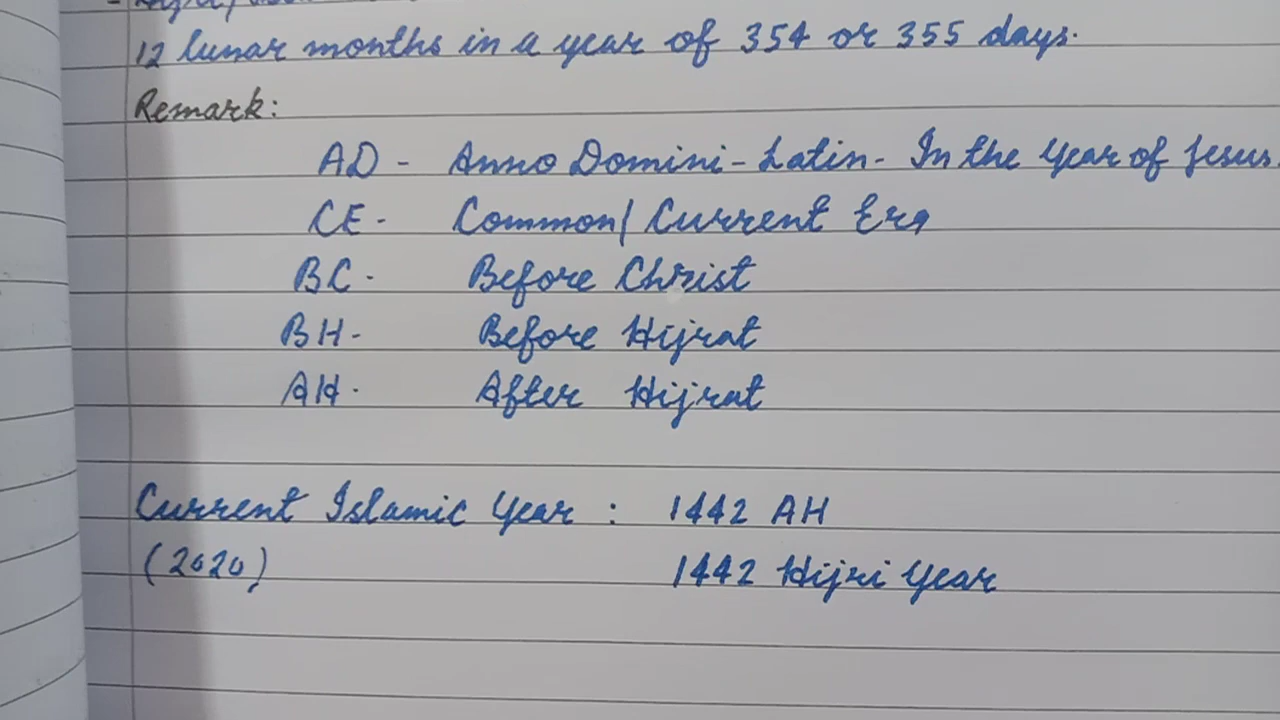 12 lunar months in a year of 354 or 355 days.
Remark:
AD - Anno Domini - Latin - In the Year of Jesus
CE - Common/Current Era
BC - Before Christ
BH - Before Hijrat
AH - After Hijrat
Current Islamic Year : 1442 AH
(2020) 1442 Hijri Year